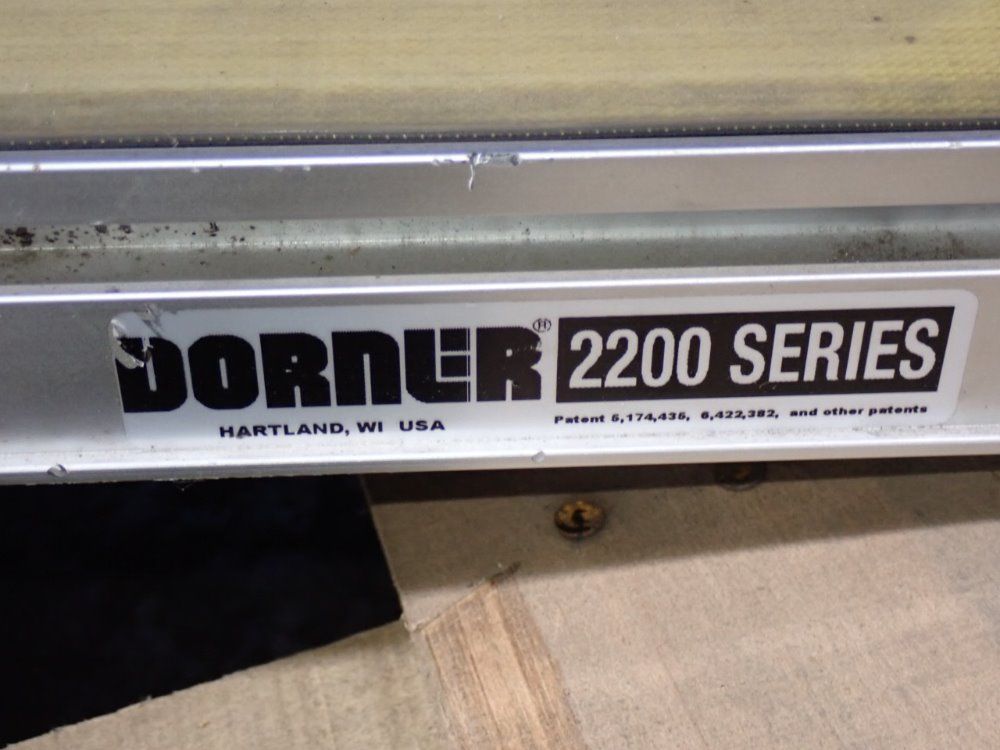 DORNER® 2200 SERIES
HARTLAND, WI USA
Patent 5,174,435, 6,422,382, and other patents